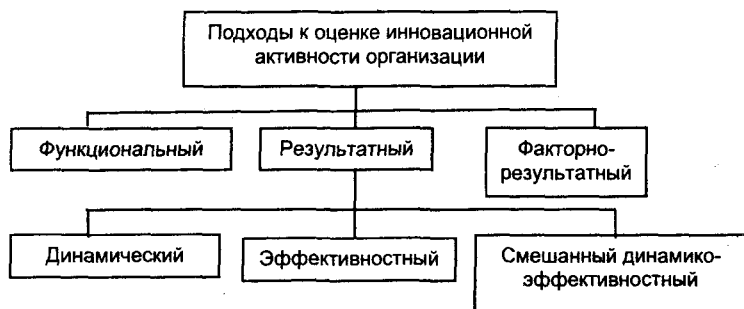 Подходы к оценке инновационной
активности организации
Функциональный
Результатный
Факторно-
результатный
Динамический
Эффективностный
Смешанный динамико-
эффективностный